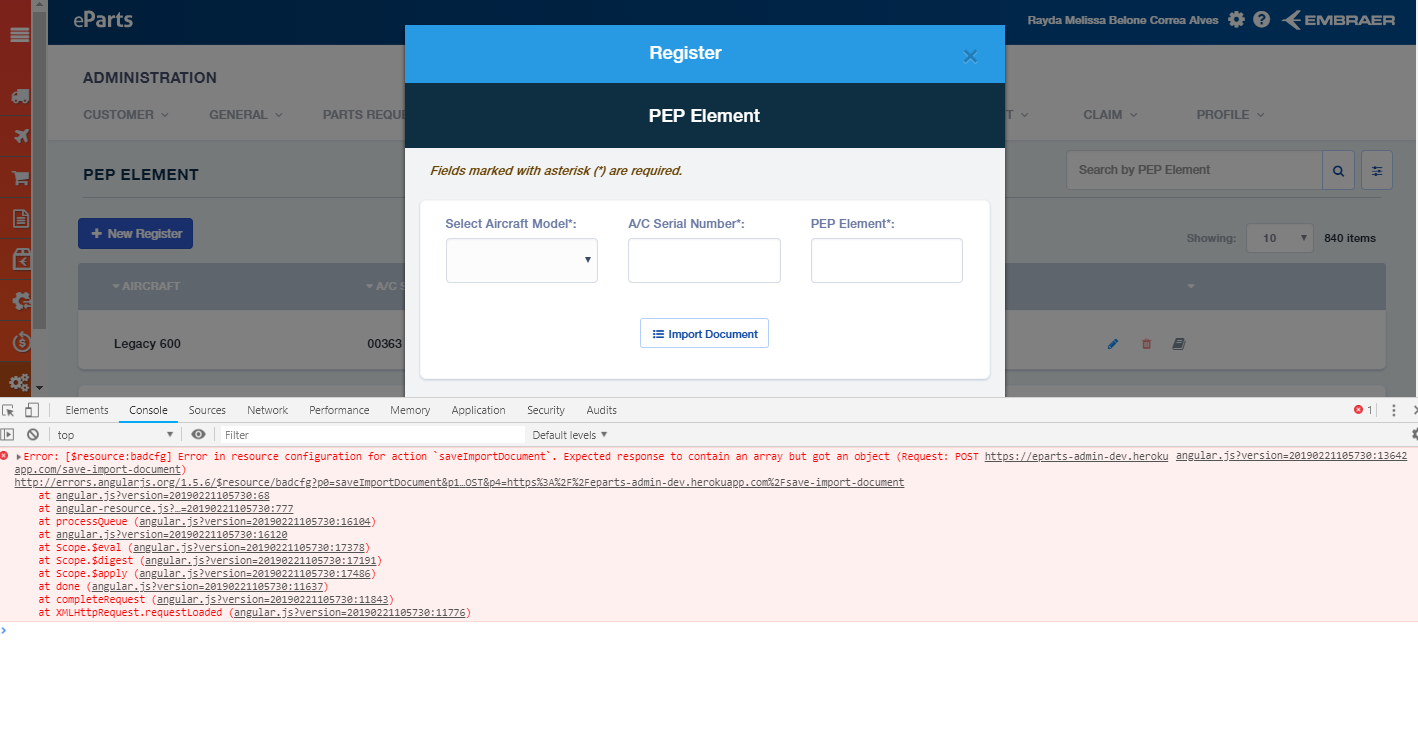 eParts
Rayda Melissa Belone Correa Alves
EMBRAER
Register
×
ADMINISTRATION
CUSTOMER
GENERAL
PARTS REQUE
T
CLAIM
PROFILE
PEP Element
PEP ELEMENT
Search by PEP Element
Fields marked with asterisk (*) are required.
New Register
Showing:
10
840 items
Select Aircraft Model*:
A/C Serial Number*:
PEP Element*:
AIRCRAFT
A/C S
Import Document
Legacy 600
00363
Elements Console Sources Network Performance Memory Application Security Audits
1
top
Filter
Default levels
Error: [$resource:badcfg] Error in resource configuration for action `saveImportDocument`. Expected response to contain an array but got an object (Request: POST https://eparts-admin-dev.heroku angular.js?version=20190221105730:13642
app.com/save-import-document)
http://errors.angularjs.org/1.5.6/$resource/badcfg?p0=saveImportDocument&p1…OST&p4=https%3A%2F%2Feparts-admin-dev.herokuapp.com%2Fsave-import-document
at angular.js?version=20190221105730:68
at angular-resource.js?…=20190221105730:777
at processQueue (angular.js?version=20190221105730:16104)
at angular.js?version=20190221105730:16120
at Scope.$eval (angular.js?version=20190221105730:17378)
at Scope.$digest (angular.js?version=20190221105730:17191)
at Scope.$apply (angular.js?version=20190221105730:17486)
at done (angular.js?version=20190221105730:11637)
at completeRequest (angular.js?version=20190221105730:11843)
at XMLHttpRequest.requestLoaded (angular.js?version=20190221105730:11776)